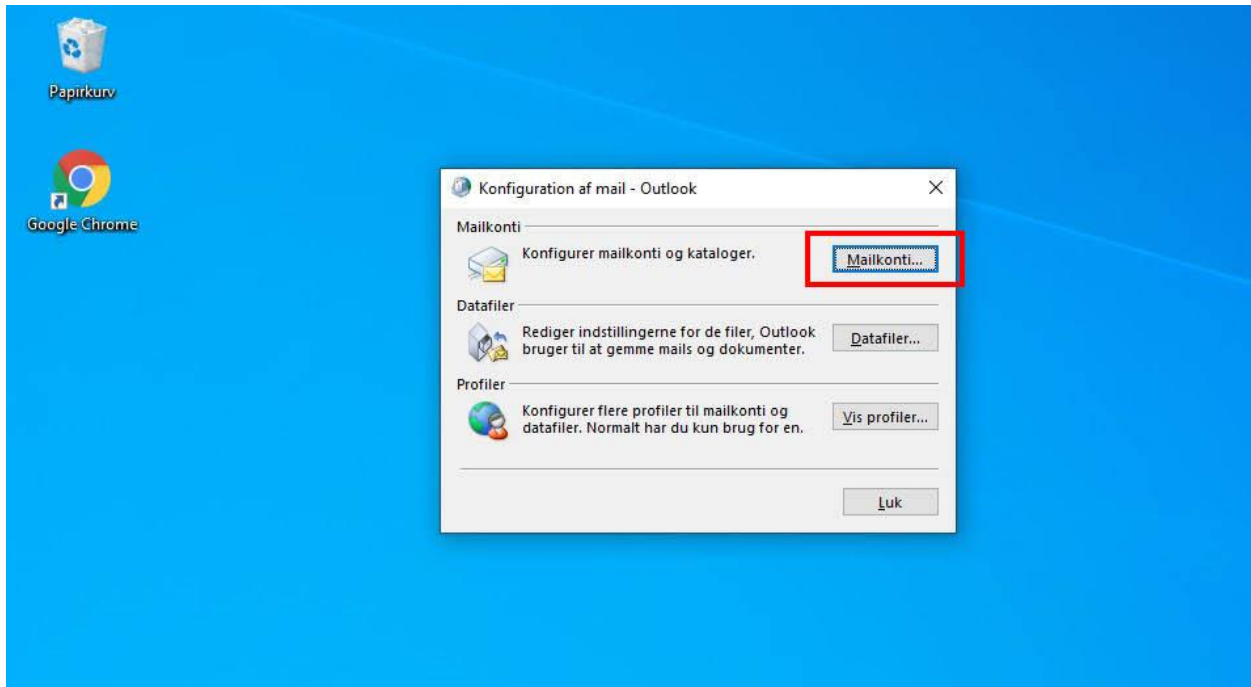 Papirkurv
Google Chrome
Konfiguration af mail - Outlook
Mailkonti
Konfigurer mailkonti og kataloger.
Mailkonti...
Datafiler
Rediger indstillingerne for de filer, Outlook
bruger til at gemme mails og dokumenter.
Datafiler...
Profiler
Konfigurer flere profiler til mailkonti og
datafiler. Normalt har du kun brug for en.
Vis profiler...
Luk